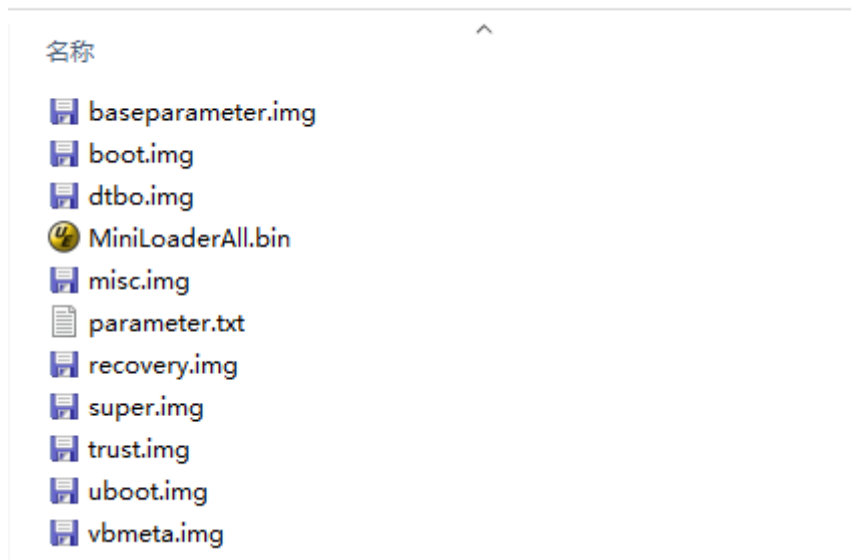 名称
baseparameter.img
boot.img
dtbo.img
MiniLoaderAll.bin
misc.img
parameter.txt
recovery.img
super.img
trust.img
uboot.img
vbmeta.img